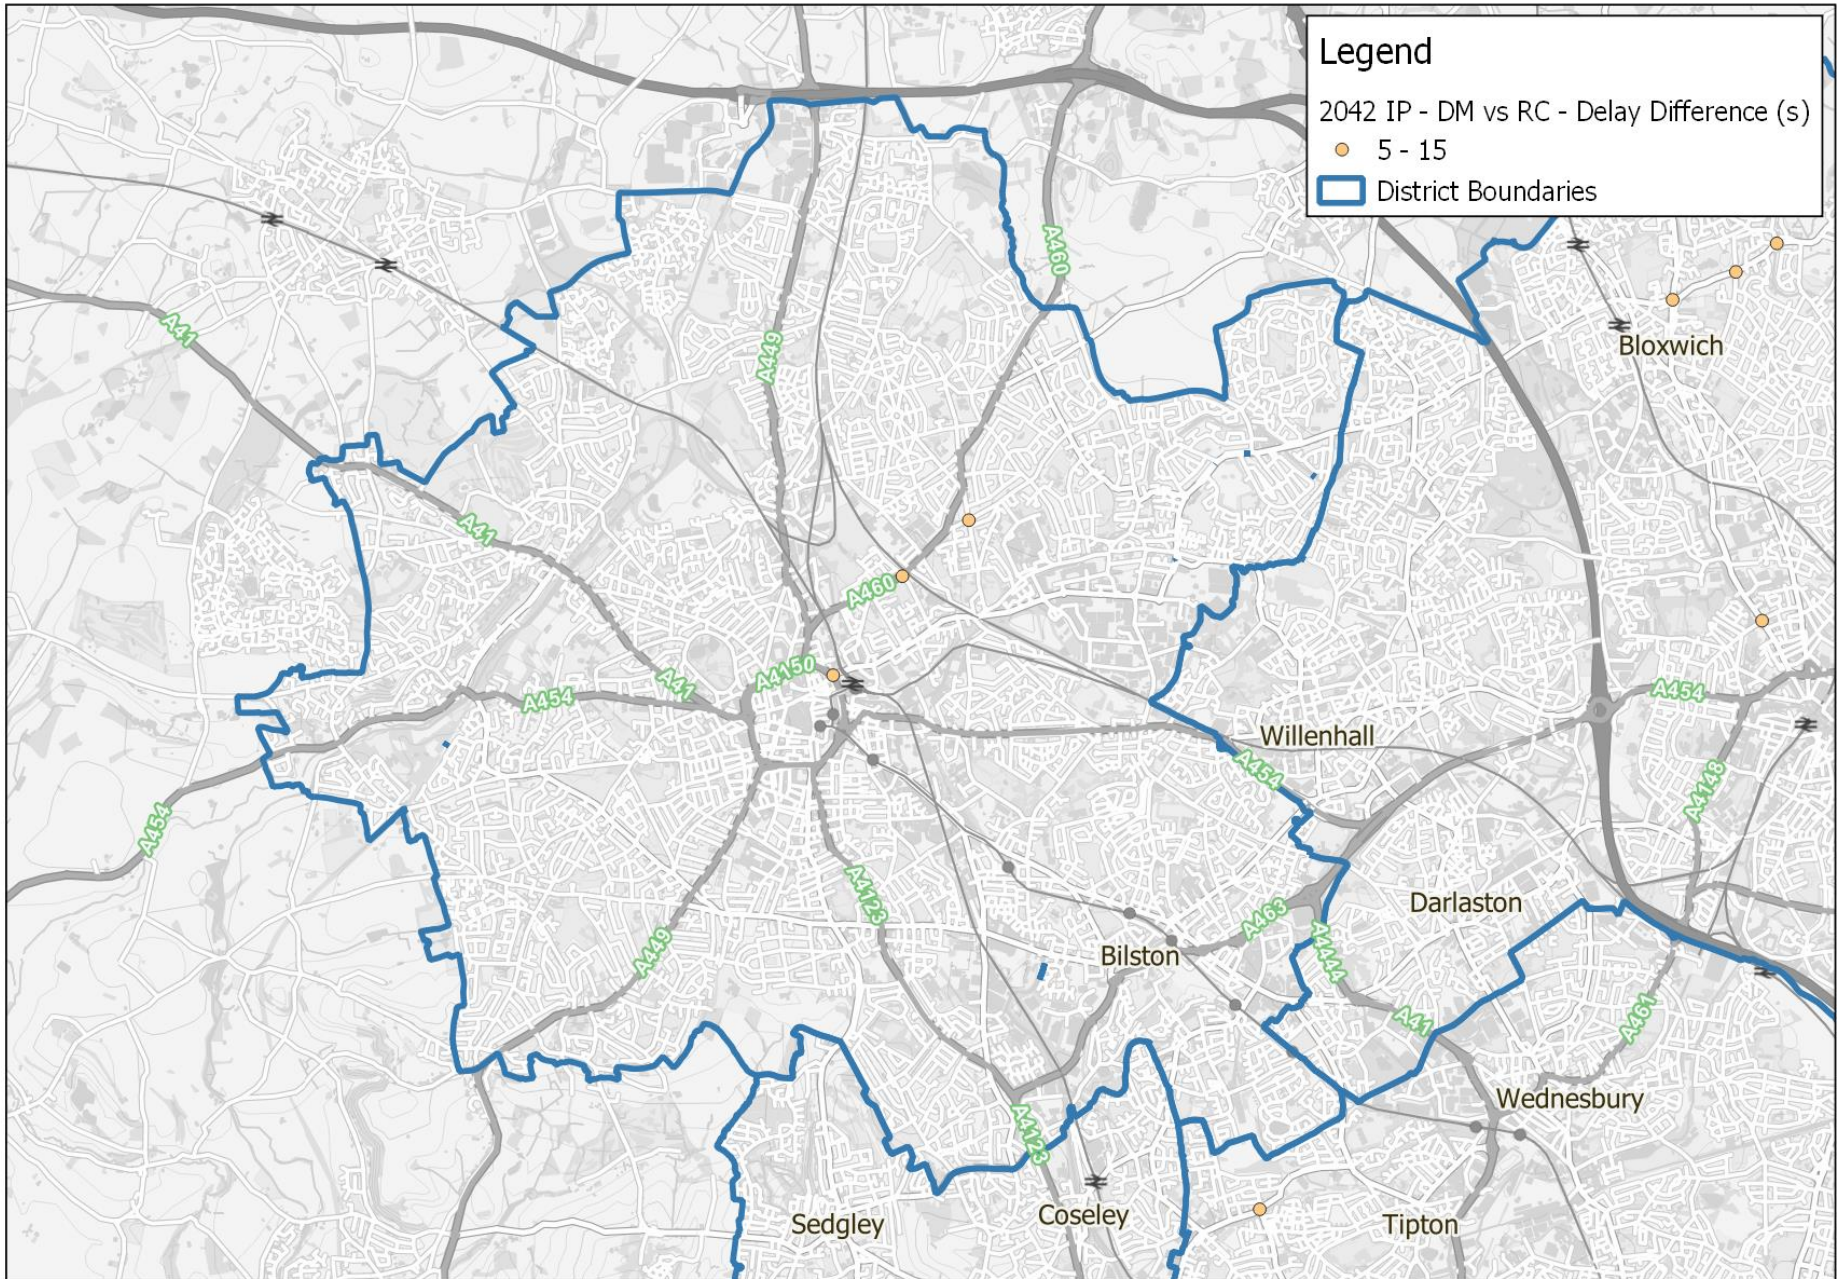 Legend
2042 IP - DM vs RC - Delay Difference (s)
5 - 15
District Boundaries
A460
A41
A449
Bloxwich
A41
A460
A4150
A41
A454
A454
Willenhall
A454
A454
A4148
A4123
A463
Darlaston
A449
Bilston
A4444
A41
A461
Wednesbury
A4123
Sedgley
Coseley
Tipton